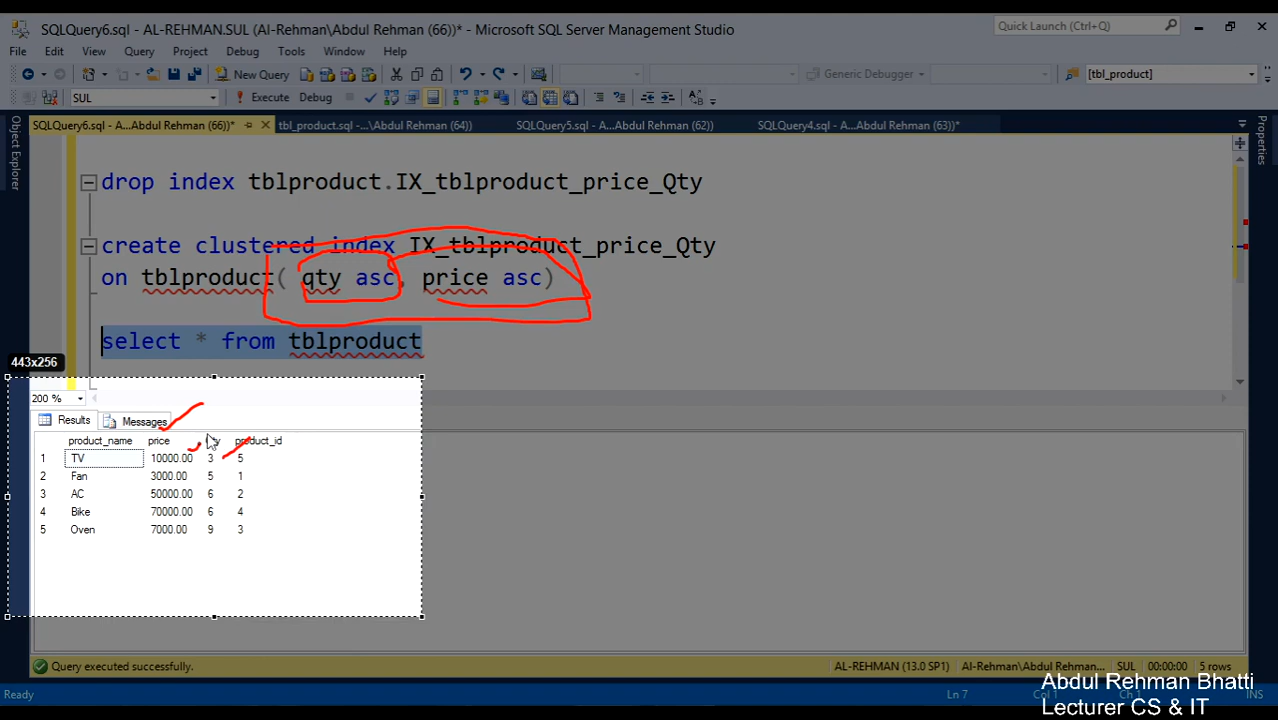 SQLQuery6.sql - AL-REHMAN.SUL (Al-Rehman\Abdul Rehman (66))* - Microsoft SQL Server Management Studio
Quick Launch (Ctrl+Q)
File Edit View Query Project Debug Tools Window Help
New Query
Generic Debugger
[tbl_product]
SUL
Execute Debug
SQLQuery6.sql - A...Abdul Rehman (66))*
tbl_product.sql -...\Abdul Rehman (64))
SQLQuery5.sql - A...Abdul Rehman (62))
SQLQuery4.sql - A...Abdul Rehman (63))*
Object Explorer
Properties
drop index tblproduct.IX_tblproduct_price_Qty
create clustered index IX_tblproduct_price_Qty
on tblproduct( qty asc, price asc)
select * from tblproduct
443x256
200 %
Results Messages
product_name price product_id
1 TV 10000.00 3 5
2 Fan 3000.00 5 1
3 AC 50000.00 6 2
4 Bike 70000.00 6 4
5 Oven 7000.00 9 3
Query executed successfully.
AL-REHMAN (13.0 SP1) Al-Rehman\Abdul Rehman... SUL 00:00:00 5 rows
Ready
Ln 7 Col 1 Ch 1 INS
Abdul Rehman Bhatti
Lecturer CS & IT